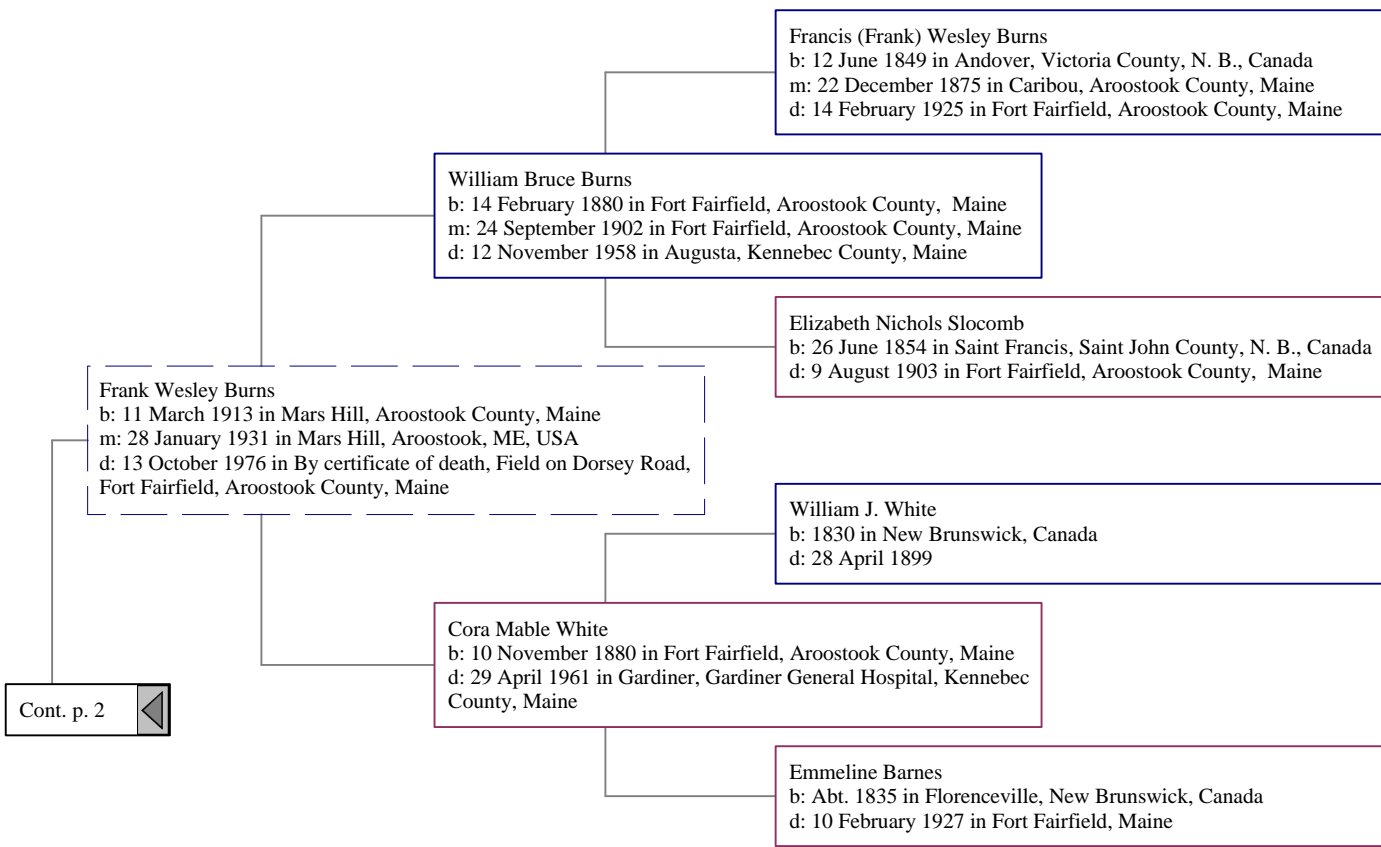 Francis (Frank) Wesley Burns
b: 12 June 1849 in Andover, Victoria County, N. B., Canada
m: 22 December 1875 in Caribou, Aroostook County, Maine
d: 14 February 1925 in Fort Fairfield, Aroostook County, Maine
William Bruce Burns
b: 14 February 1880 in Fort Fairfield, Aroostook County, Maine
m: 24 September 1902 in Fort Fairfield, Aroostook County, Maine
d: 12 November 1958 in Augusta, Kennebec County, Maine
Elizabeth Nichols Slocomb
b: 26 June 1854 in Saint Francis, Saint John County, N. B., Canada
d: 9 August 1903 in Fort Fairfield, Aroostook County, Maine
Frank Wesley Burns
b: 11 March 1913 in Mars Hill, Aroostook County, Maine
m: 28 January 1931 in Mars Hill, Aroostook, ME, USA
d: 13 October 1976 in By certificate of death, Field on Dorsey Road,
Fort Fairfield, Aroostook County, Maine
William J. White
b: 1830 in New Brunswick, Canada
d: 28 April 1899
Cora Mable White
b: 10 November 1880 in Fort Fairfield, Aroostook County, Maine
d: 29 April 1961 in Gardiner, Gardiner General Hospital, Kennebec
County, Maine
Cont. p. 2
Emmeline Barnes
b: Abt. 1835 in Florenceville, New Brunswick, Canada
d: 10 February 1927 in Fort Fairfield, Maine